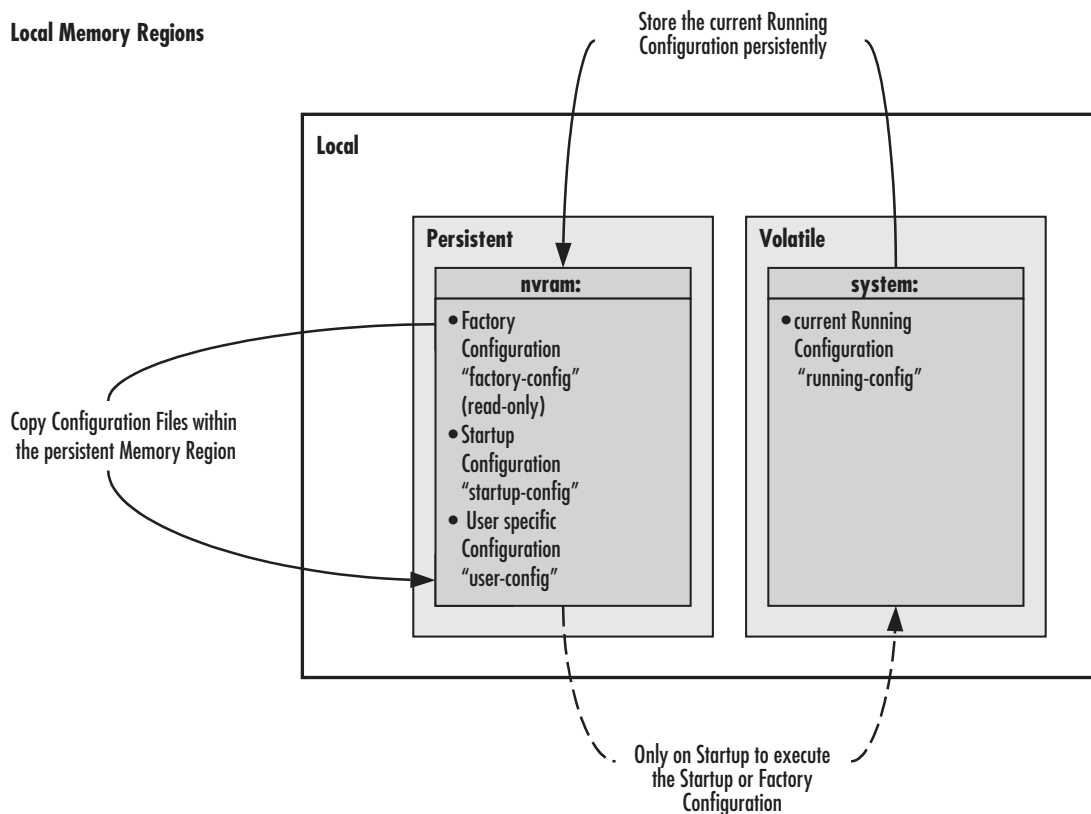 Local Memory Regions
Store the current Running
Configuration persistently
Local
Persistent
nvram:
• Factory
Configuration
“factory-config”
(read-only)
• Startup
Configuration
“startup-config”
• User specific
Configuration
“user-config”
Volatile
system:
• current Running
Configuration
“running-config”
Copy Configuration Files within
the persistent Memory Region
Only on Startup to execute
the Startup or Factory
Configuration